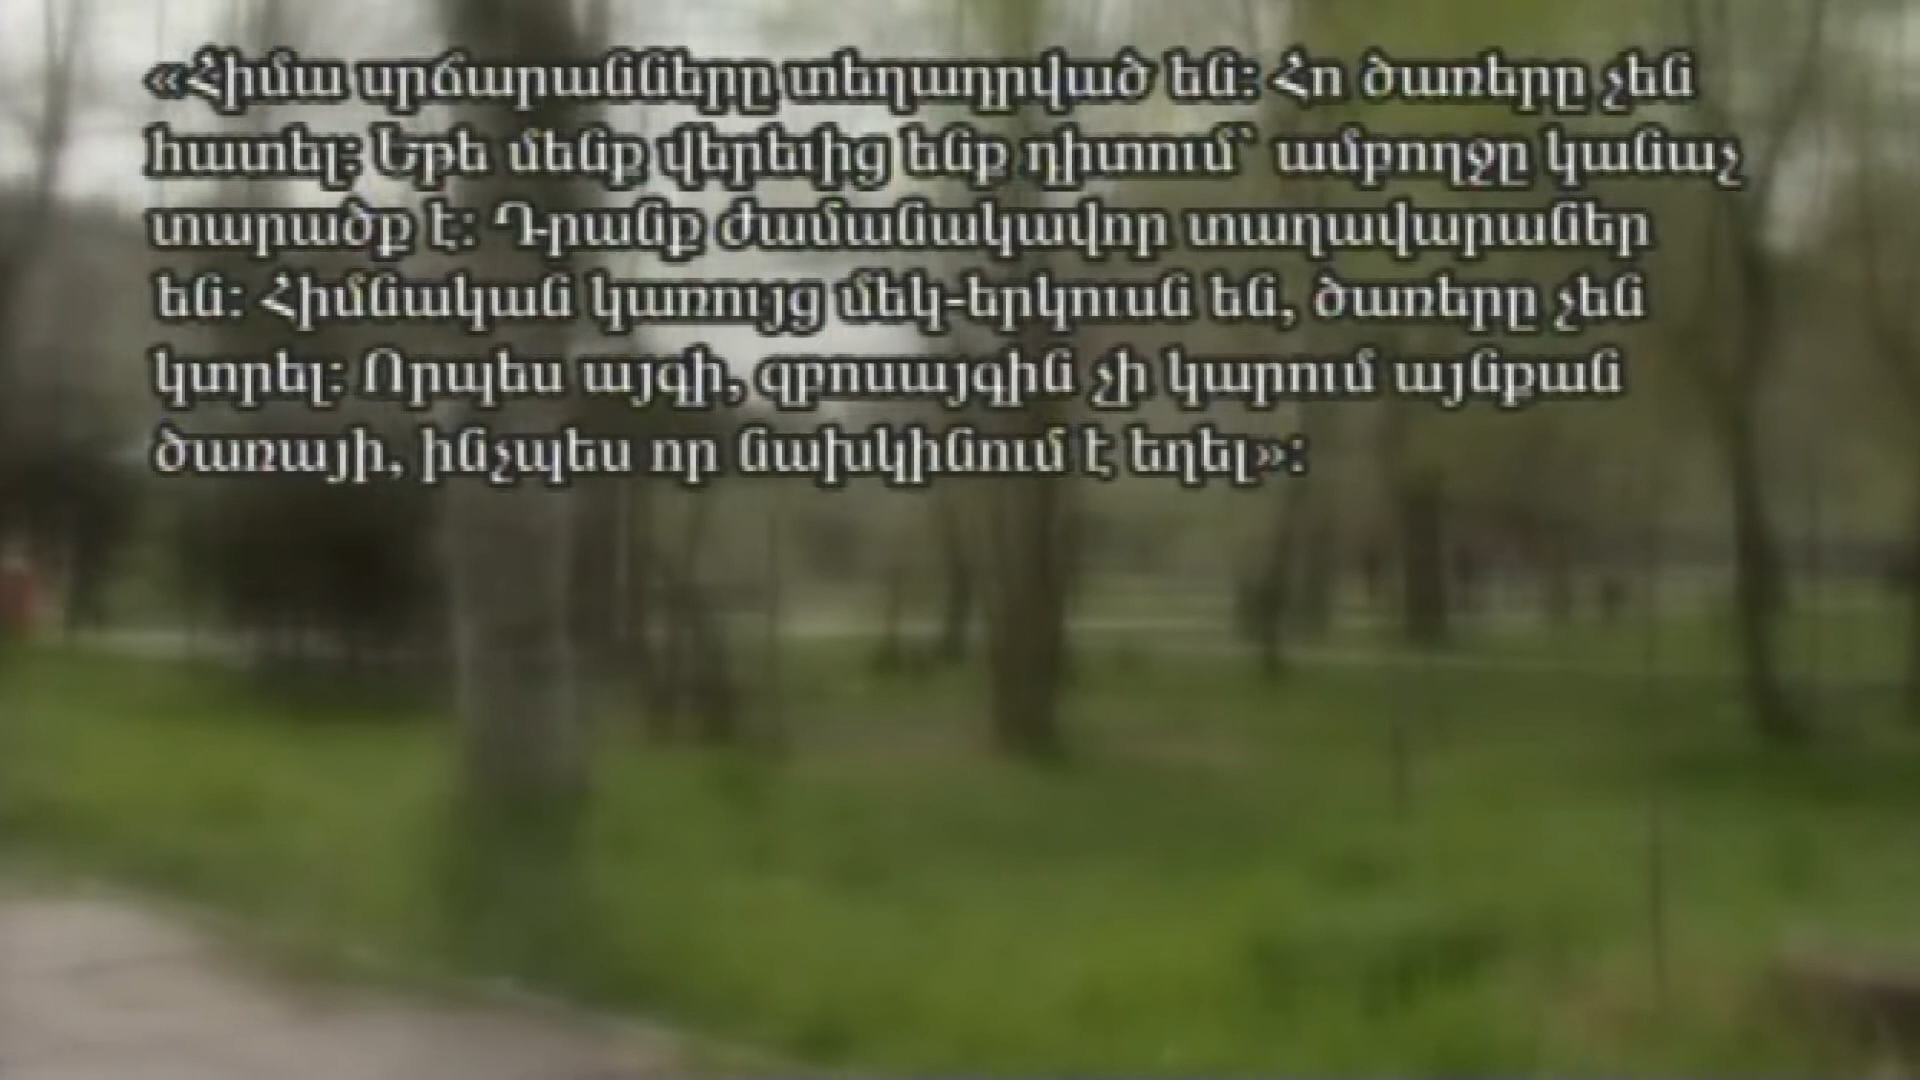 «Հիմա սրճարանները տեղադրված են: Հո ծառերը չեն
հատել: Եթե մենք վերեւից ենք դիտում՝ ամբողջը կանաչ
տարածք է: Դրանք ժամանակավոր տաղավարաներ
են: Հիմնական կառույց մեկ-երկուսն են, ծառերը չեն
կտրել: Որպես այգի, զբոսայգին չի կարում այնքան
ծառայի, ինչպես որ նախկինում է եղել»: